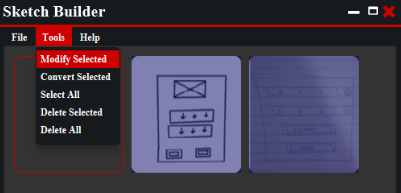 Sketch Builder
File Tools Help
Modify Selected
Convert Selected
Select All
Delete Selected
Delete All